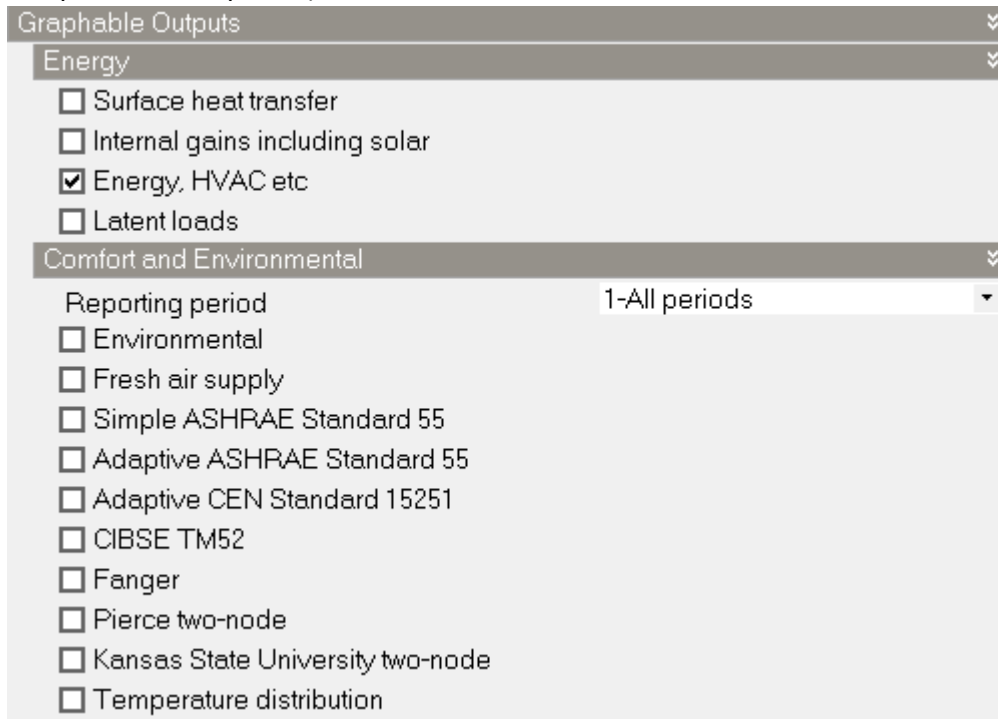 Graphable Outputs
Energy
Surface heat transfer
Internal gains including solar
Energy, HVAC etc
Latent loads
Comfort and Environmental
Reporting period 1-All periods
Environmental
Fresh air supply
Simple ASHRAE Standard 55
Adaptive ASHRAE Standard 55
Adaptive CEN Standard 15251
CIBSE TM52
Fanger
Pierce two-node
Kansas State University two-node
Temperature distribution